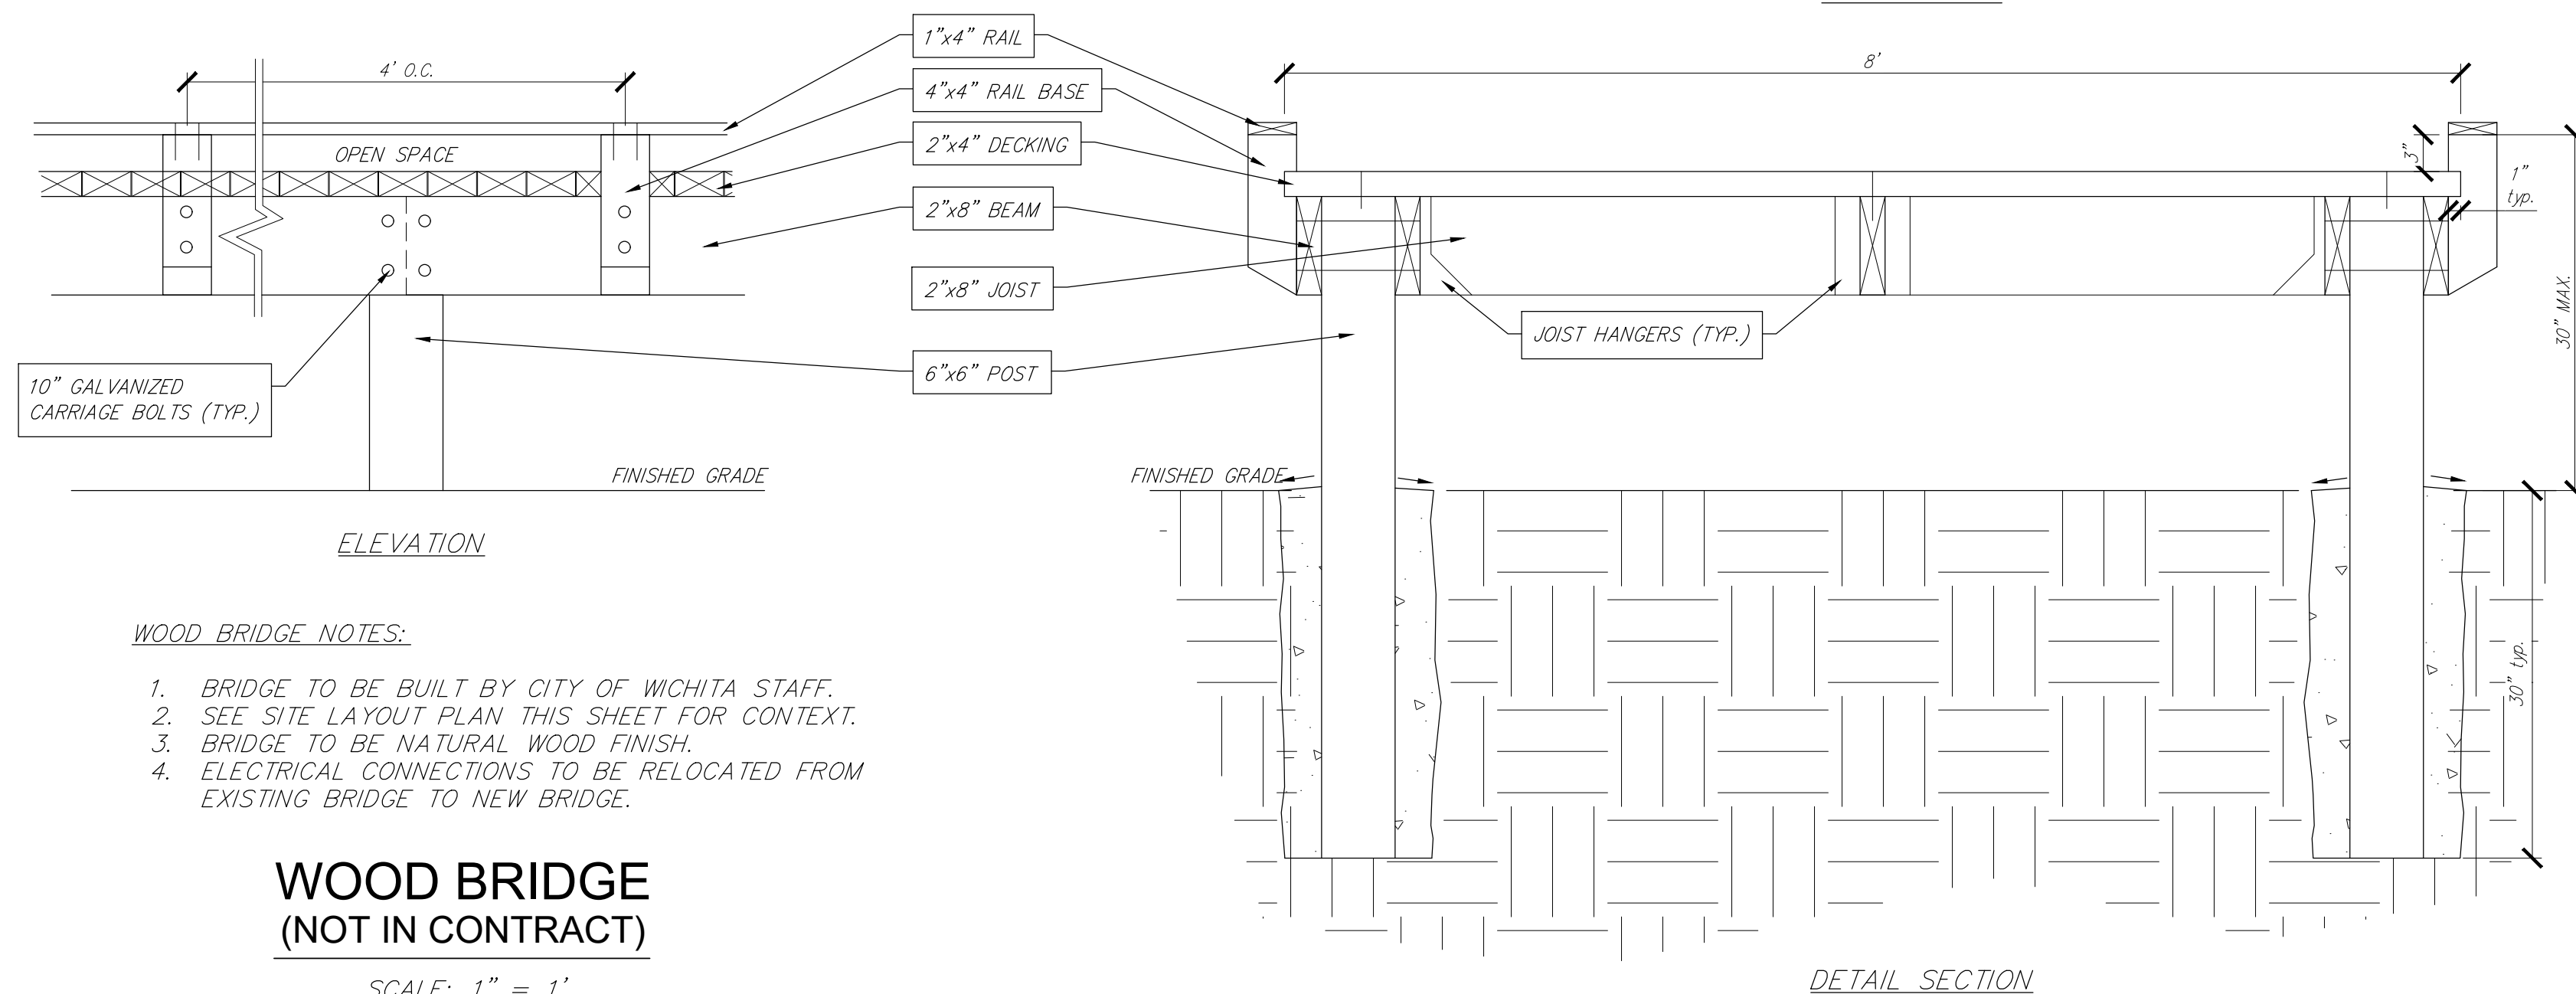 4' O.C.
OPEN SPACE
10" GALVANIZED
CARRIAGE BOLTS (TYP.)
FINISHED GRADE
ELEVATION
1"x4" RAIL
4"x4" RAIL BASE
2"x4" DECKING
2"x8" BEAM
2"x8" JOIST
6"x6" POST
8'
3"
1"
typ.
30" MAX.
JOIST HANGERS (TYP.)
FINISHED GRADE
30" typ.
DETAIL SECTION
WOOD BRIDGE NOTES:
1. BRIDGE TO BE BUILT BY CITY OF WICHITA STAFF.
2. SEE SITE LAYOUT PLAN THIS SHEET FOR CONTEXT.
3. BRIDGE TO BE NATURAL WOOD FINISH.
4. ELECTRICAL CONNECTIONS TO BE RELOCATED FROM
EXISTING BRIDGE TO NEW BRIDGE.
WOOD BRIDGE
(NOT IN CONTRACT)
SCALE: 1" = 1'